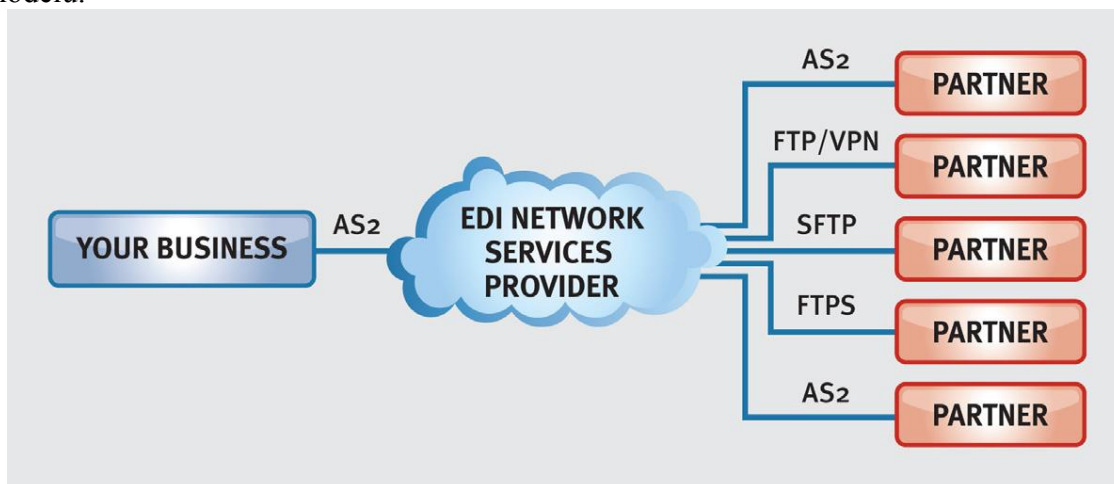 AS2
PARTNER
FTP/VPN
PARTNER
YOUR BUSINESS
AS2
EDI NETWORK
SERVICES
PROVIDER
SFTP
PARTNER
FTPS
PARTNER
AS2
PARTNER